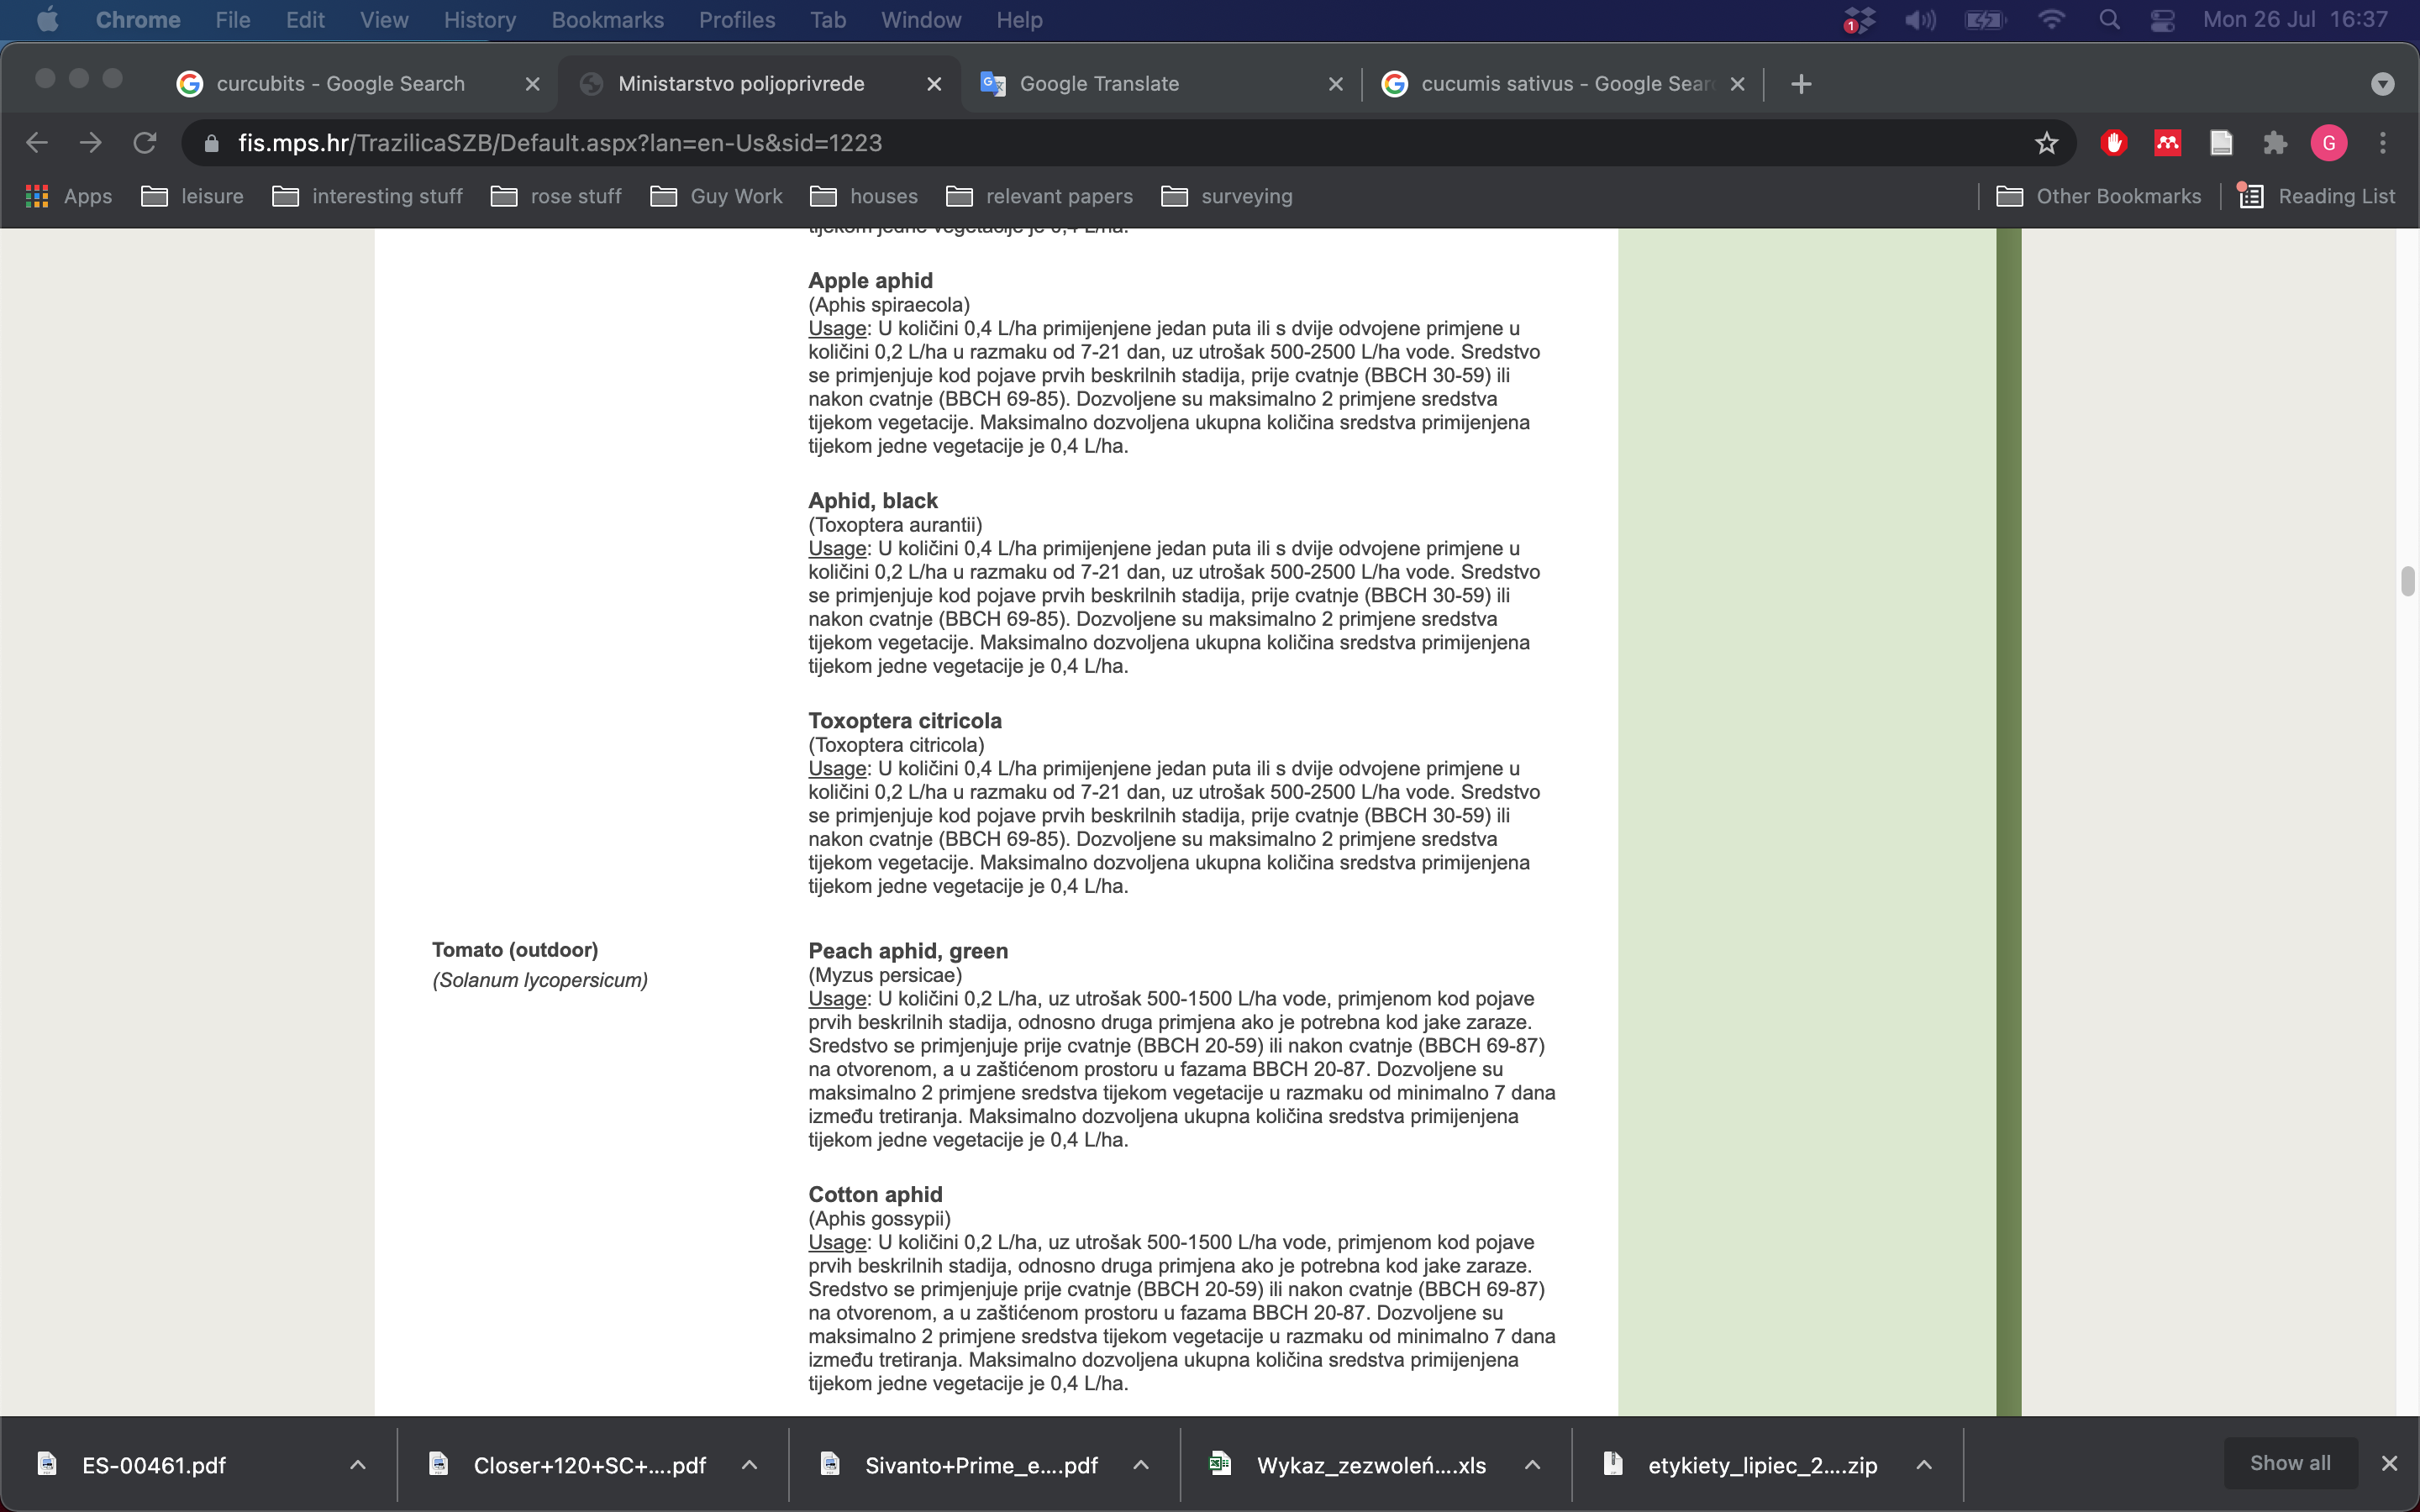 Chrome File Edit View History Bookmarks Profiles Tab Window Help 1 Mon 26 Jul 16:37
curcubits - Google Search Ministarstvo poljoprivrede Google Translate cucumis sativus - Google Sear
fis.mps.hr/TrazilicaSZB/Default.aspx?lan=en-Us&sid=1223 G
Apps leisure interesting stuff rose stuff Guy Work houses relevant papers surveying Other Bookmarks Reading List
tijekom jedne vegetacije je 0,4 L/ha.
Apple aphid
(Aphis spiraecola)
Usage: U količini 0,4 L/ha primijenjene jedan puta ili s dvije odvojene primjene u
količini 0,2 L/ha u razmaku od 7-21 dan, uz utrošak 500-2500 L/ha vode. Sredstvo
se primjenjuje kod pojave prvih beskrilnih stadija, prije cvatnje (BBCH 30-59) ili
nakon cvatnje (BBCH 69-85). Dozvoljene su maksimalno 2 primjene sredstva
tijekom vegetacije. Maksimalno dozvoljena ukupna količina sredstva primijenjena
tijekom jedne vegetacije je 0,4 L/ha.
Aphid, black
(Toxoptera aurantii)
Usage: U količini 0,4 L/ha primijenjene jedan puta ili s dvije odvojene primjene u
količini 0,2 L/ha u razmaku od 7-21 dan, uz utrošak 500-2500 L/ha vode. Sredstvo
se primjenjuje kod pojave prvih beskrilnih stadija, prije cvatnje (BBCH 30-59) ili
nakon cvatnje (BBCH 69-85). Dozvoljene su maksimalno 2 primjene sredstva
tijekom vegetacije. Maksimalno dozvoljena ukupna količina sredstva primijenjena
tijekom jedne vegetacije je 0,4 L/ha.
Toxoptera citricola
(Toxoptera citricola)
Usage: U količini 0,4 L/ha primijenjene jedan puta ili s dvije odvojene primjene u
količini 0,2 L/ha u razmaku od 7-21 dan, uz utrošak 500-2500 L/ha vode. Sredstvo
se primjenjuje kod pojave prvih beskrilnih stadija, prije cvatnje (BBCH 30-59) ili
nakon cvatnje (BBCH 69-85). Dozvoljene su maksimalno 2 primjene sredstva
tijekom vegetacije. Maksimalno dozvoljena ukupna količina sredstva primijenjena
tijekom jedne vegetacije je 0,4 L/ha.
Tomato (outdoor)
(Solanum lycopersicum)
Peach aphid, green
(Myzus persicae)
Usage: U količini 0,2 L/ha, uz utrošak 500-1500 L/ha vode, primjenom kod pojave
prvih beskrilnih stadija, odnosno druga primjena ako je potrebna kod jake zaraze.
Sredstvo se primjenjuje prije cvatnje (BBCH 20-59) ili nakon cvatnje (BBCH 69-87)
na otvorenom, a u zaštićenom prostoru u fazama BBCH 20-87. Dozvoljene su
maksimalno 2 primjene sredstva tijekom vegetacije u razmaku od minimalno 7 dana
između tretiranja. Maksimalno dozvoljena ukupna količina sredstva primijenjena
tijekom jedne vegetacije je 0,4 L/ha.
Cotton aphid
(Aphis gossypii)
Usage: U količini 0,2 L/ha, uz utrošak 500-1500 L/ha vode, primjenom kod pojave
prvih beskrilnih stadija, odnosno druga primjena ako je potrebna kod jake zaraze.
Sredstvo se primjenjuje prije cvatnje (BBCH 20-59) ili nakon cvatnje (BBCH 69-87)
na otvorenom, a u zaštićenom prostoru u fazama BBCH 20-87. Dozvoljene su
maksimalno 2 primjene sredstva tijekom vegetacije u razmaku od minimalno 7 dana
između tretiranja. Maksimalno dozvoljena ukupna količina sredstva primijenjena
tijekom jedne vegetacije je 0,4 L/ha.
ES-00461.pdf Closer+120+SC+....pdf Sivanto+Prime_e....pdf Wykaz_zezwoleń....xls etykiety_lipiec_2....zip Show all